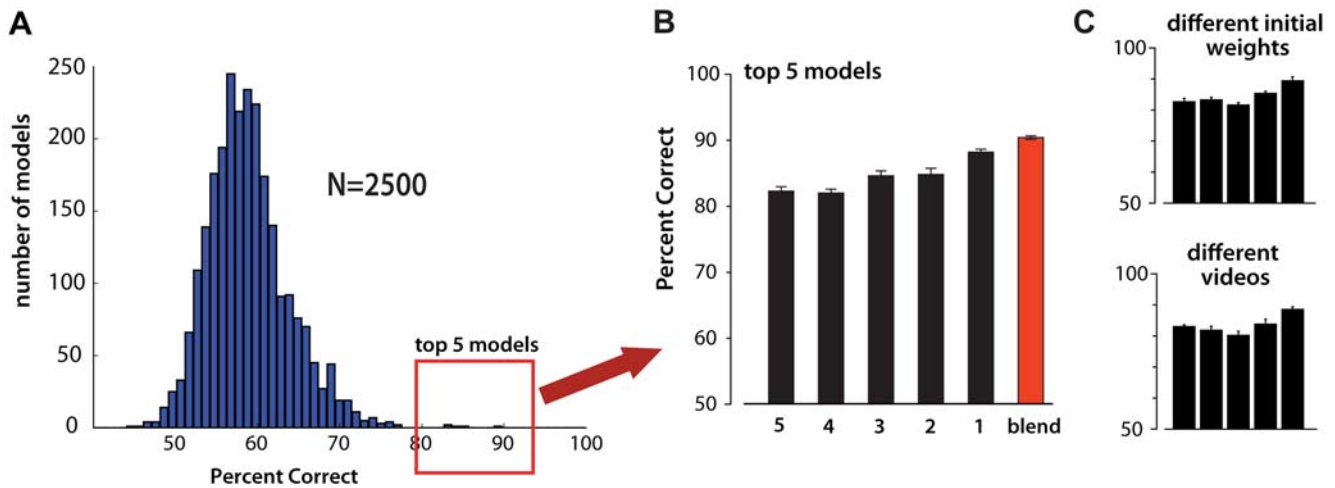 A
250
200
150
100
50
0
number of models
N=2500
top 5 models
50 60 70 80 90 100
Percent Correct
B
top 5 models
100
90
80
70
60
50
Percent Correct
5 4 3 2 1 blend
C
different initial
weights
100
50
different
videos
100
50